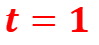 t = 1